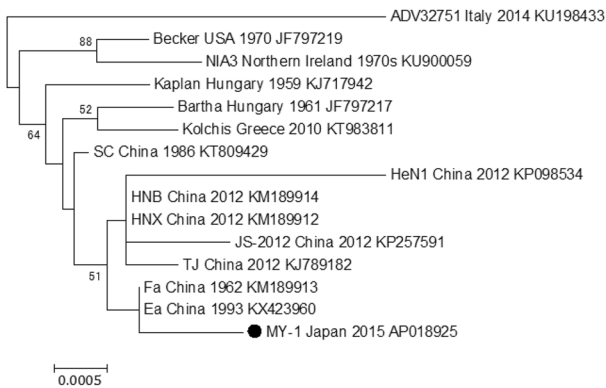 ADV32751 Italy 2014 KU198433
88
Becker USA 1970 JF797219
NIA3 Northern Ireland 1970s KU900059
Kaplan Hungary 1959 KJ717942
64
52
Bartha Hungary 1961 JF797217
Kolchis Greece 2010 KT983811
SC China 1986 KT809429
HeN1 China 2012 KP098534
HNB China 2012 KM189914
HNX China 2012 KM189912
JS-2012 China 2012 KP257591
TJ China 2012 KJ789182
51
Fa China 1962 KM189913
Ea China 1993 KX423960
MY-1 Japan 2015 AP018925
0.0005